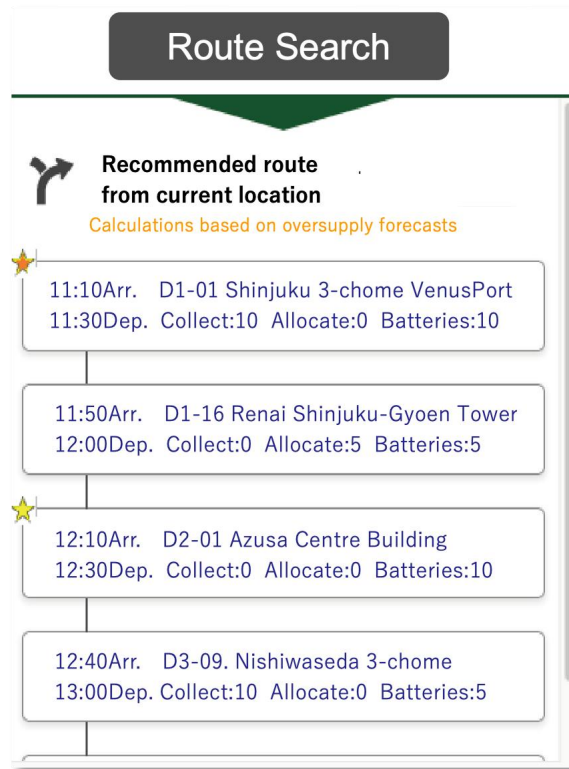 Route Search
Recommended route
from current location
Calculations based on oversupply forecasts
11:10Arr. D1-01 Shinjuku 3-chome VenusPort
11:30Dep. Collect:10 Allocate:0 Batteries:10
11:50Arr. D1-16 Renai Shinjuku-Gyoen Tower
12:00Dep. Collect:0 Allocate:5 Batteries:5
12:10Arr. D2-01 Azusa Centre Building
12:30Dep. Collect:0 Allocate:0 Batteries:10
12:40Arr. D3-09. Nishiwaseda 3-chome
13:00Dep. Collect:10 Allocate:0 Batteries:5